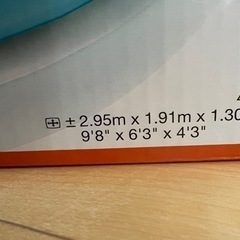 ± 2.95m x 1.91m x 1.30
9'8" x 6'3" x 4'3"